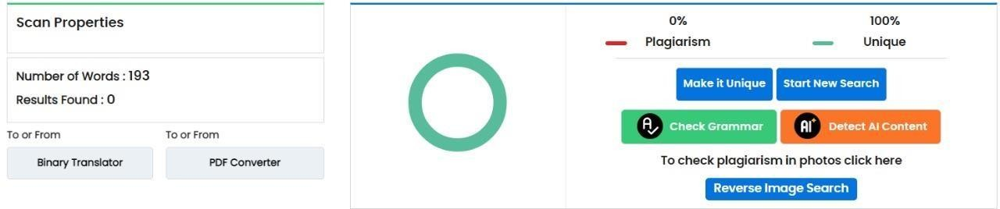 Scan Properties
Number of Words : 193
Results Found : 0
To or From
To or From
Binary Translator
PDF Converter
0%
100%
Plagiarism
Unique
Make it Unique
Start New Search
A
Check Grammar
AI
Detect AI Content
To check plagiarism in photos click here
Reverse Image Search